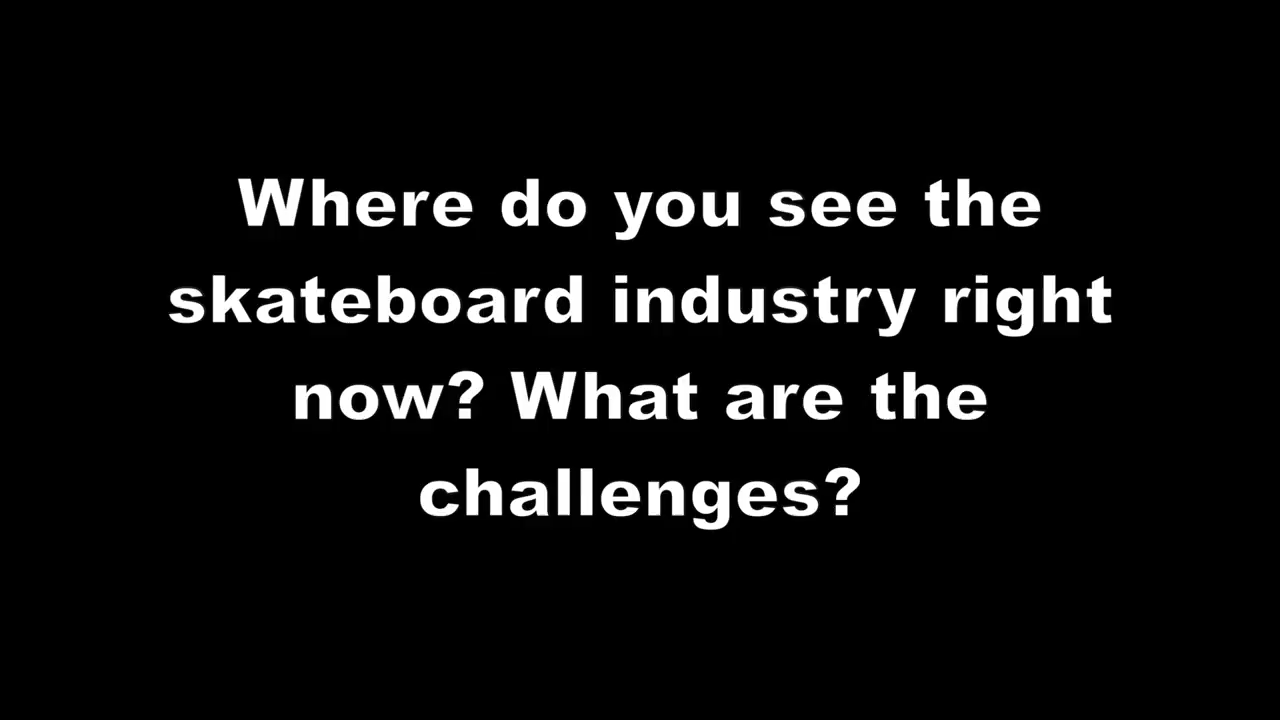 Where do you see the
skateboard industry right
now? What are the
challenges?